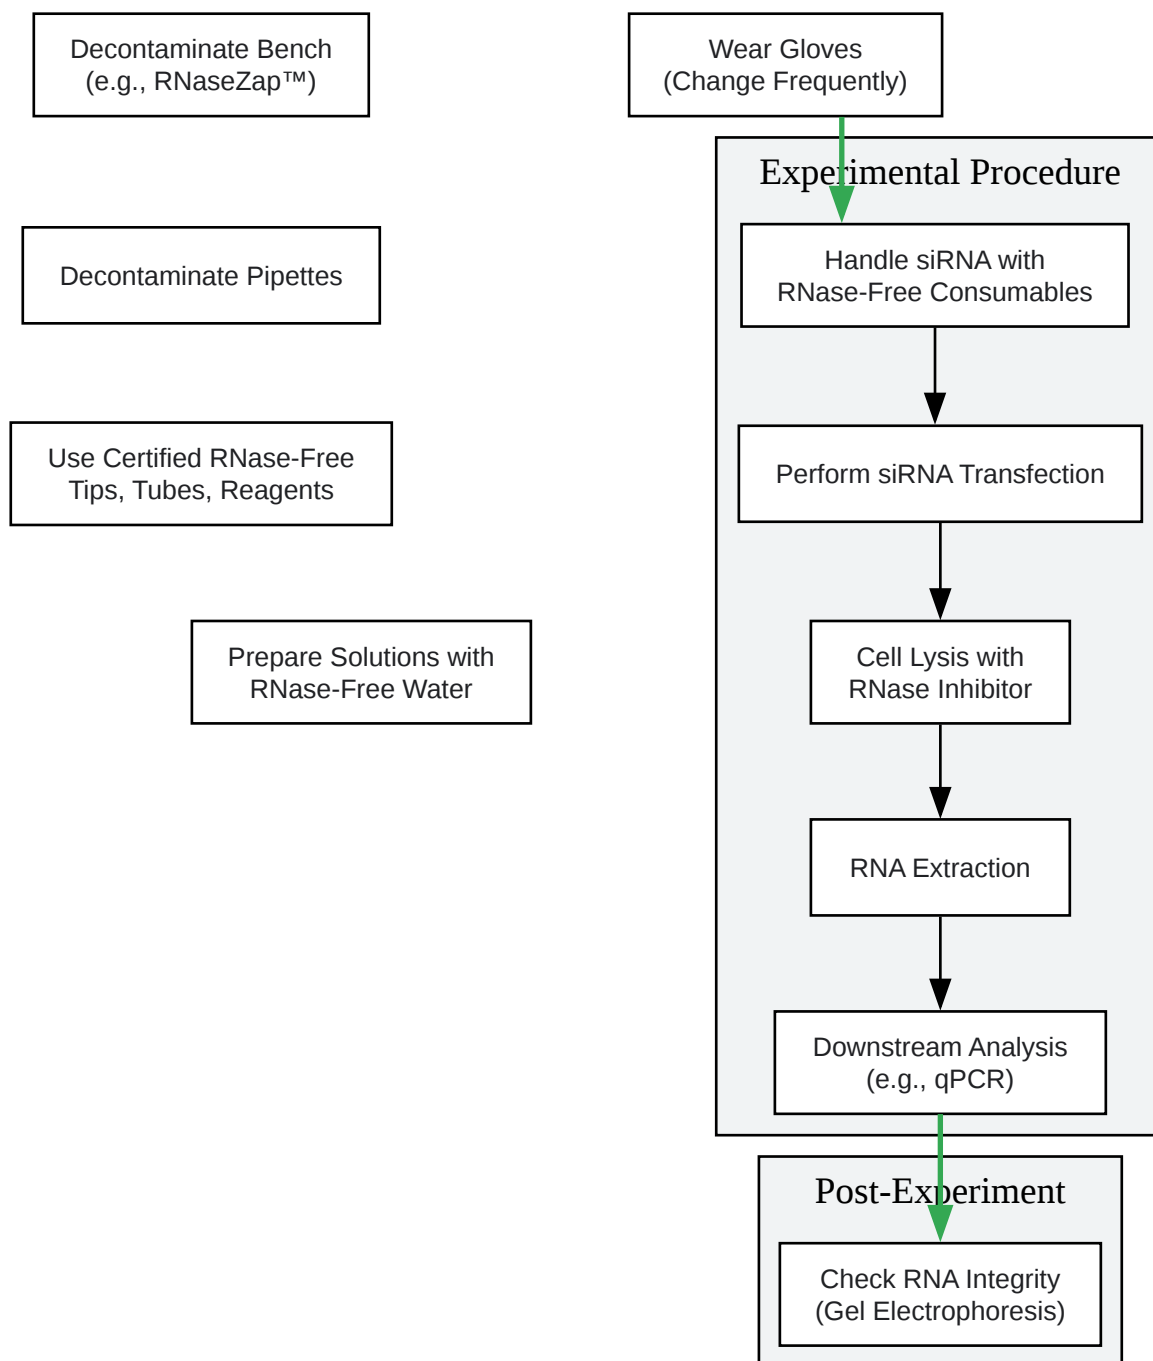 Decontaminate Bench
(e.g., RNaseZap™)
Wear Gloves
(Change Frequently)
Experimental Procedure
Decontaminate Pipettes
Handle siRNA with
RNase-Free Consumables
Use Certified RNase-Free
Tips, Tubes, Reagents
Perform siRNA Transfection
Prepare Solutions with
RNase-Free Water
Cell Lysis with
RNase Inhibitor
RNA Extraction
Downstream Analysis
(e.g., qPCR)
Post-Experiment
Check RNA Integrity
(Gel Electrophoresis)